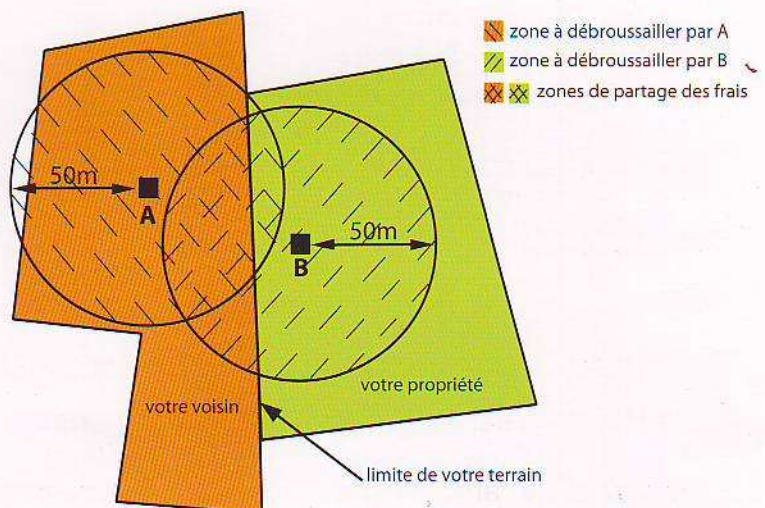 zone à débroussailler par A
zone à débroussailler par B
zones de partage des frais
50m
A
50m
B
votre propriété
votre voisin
limite de votre terrain